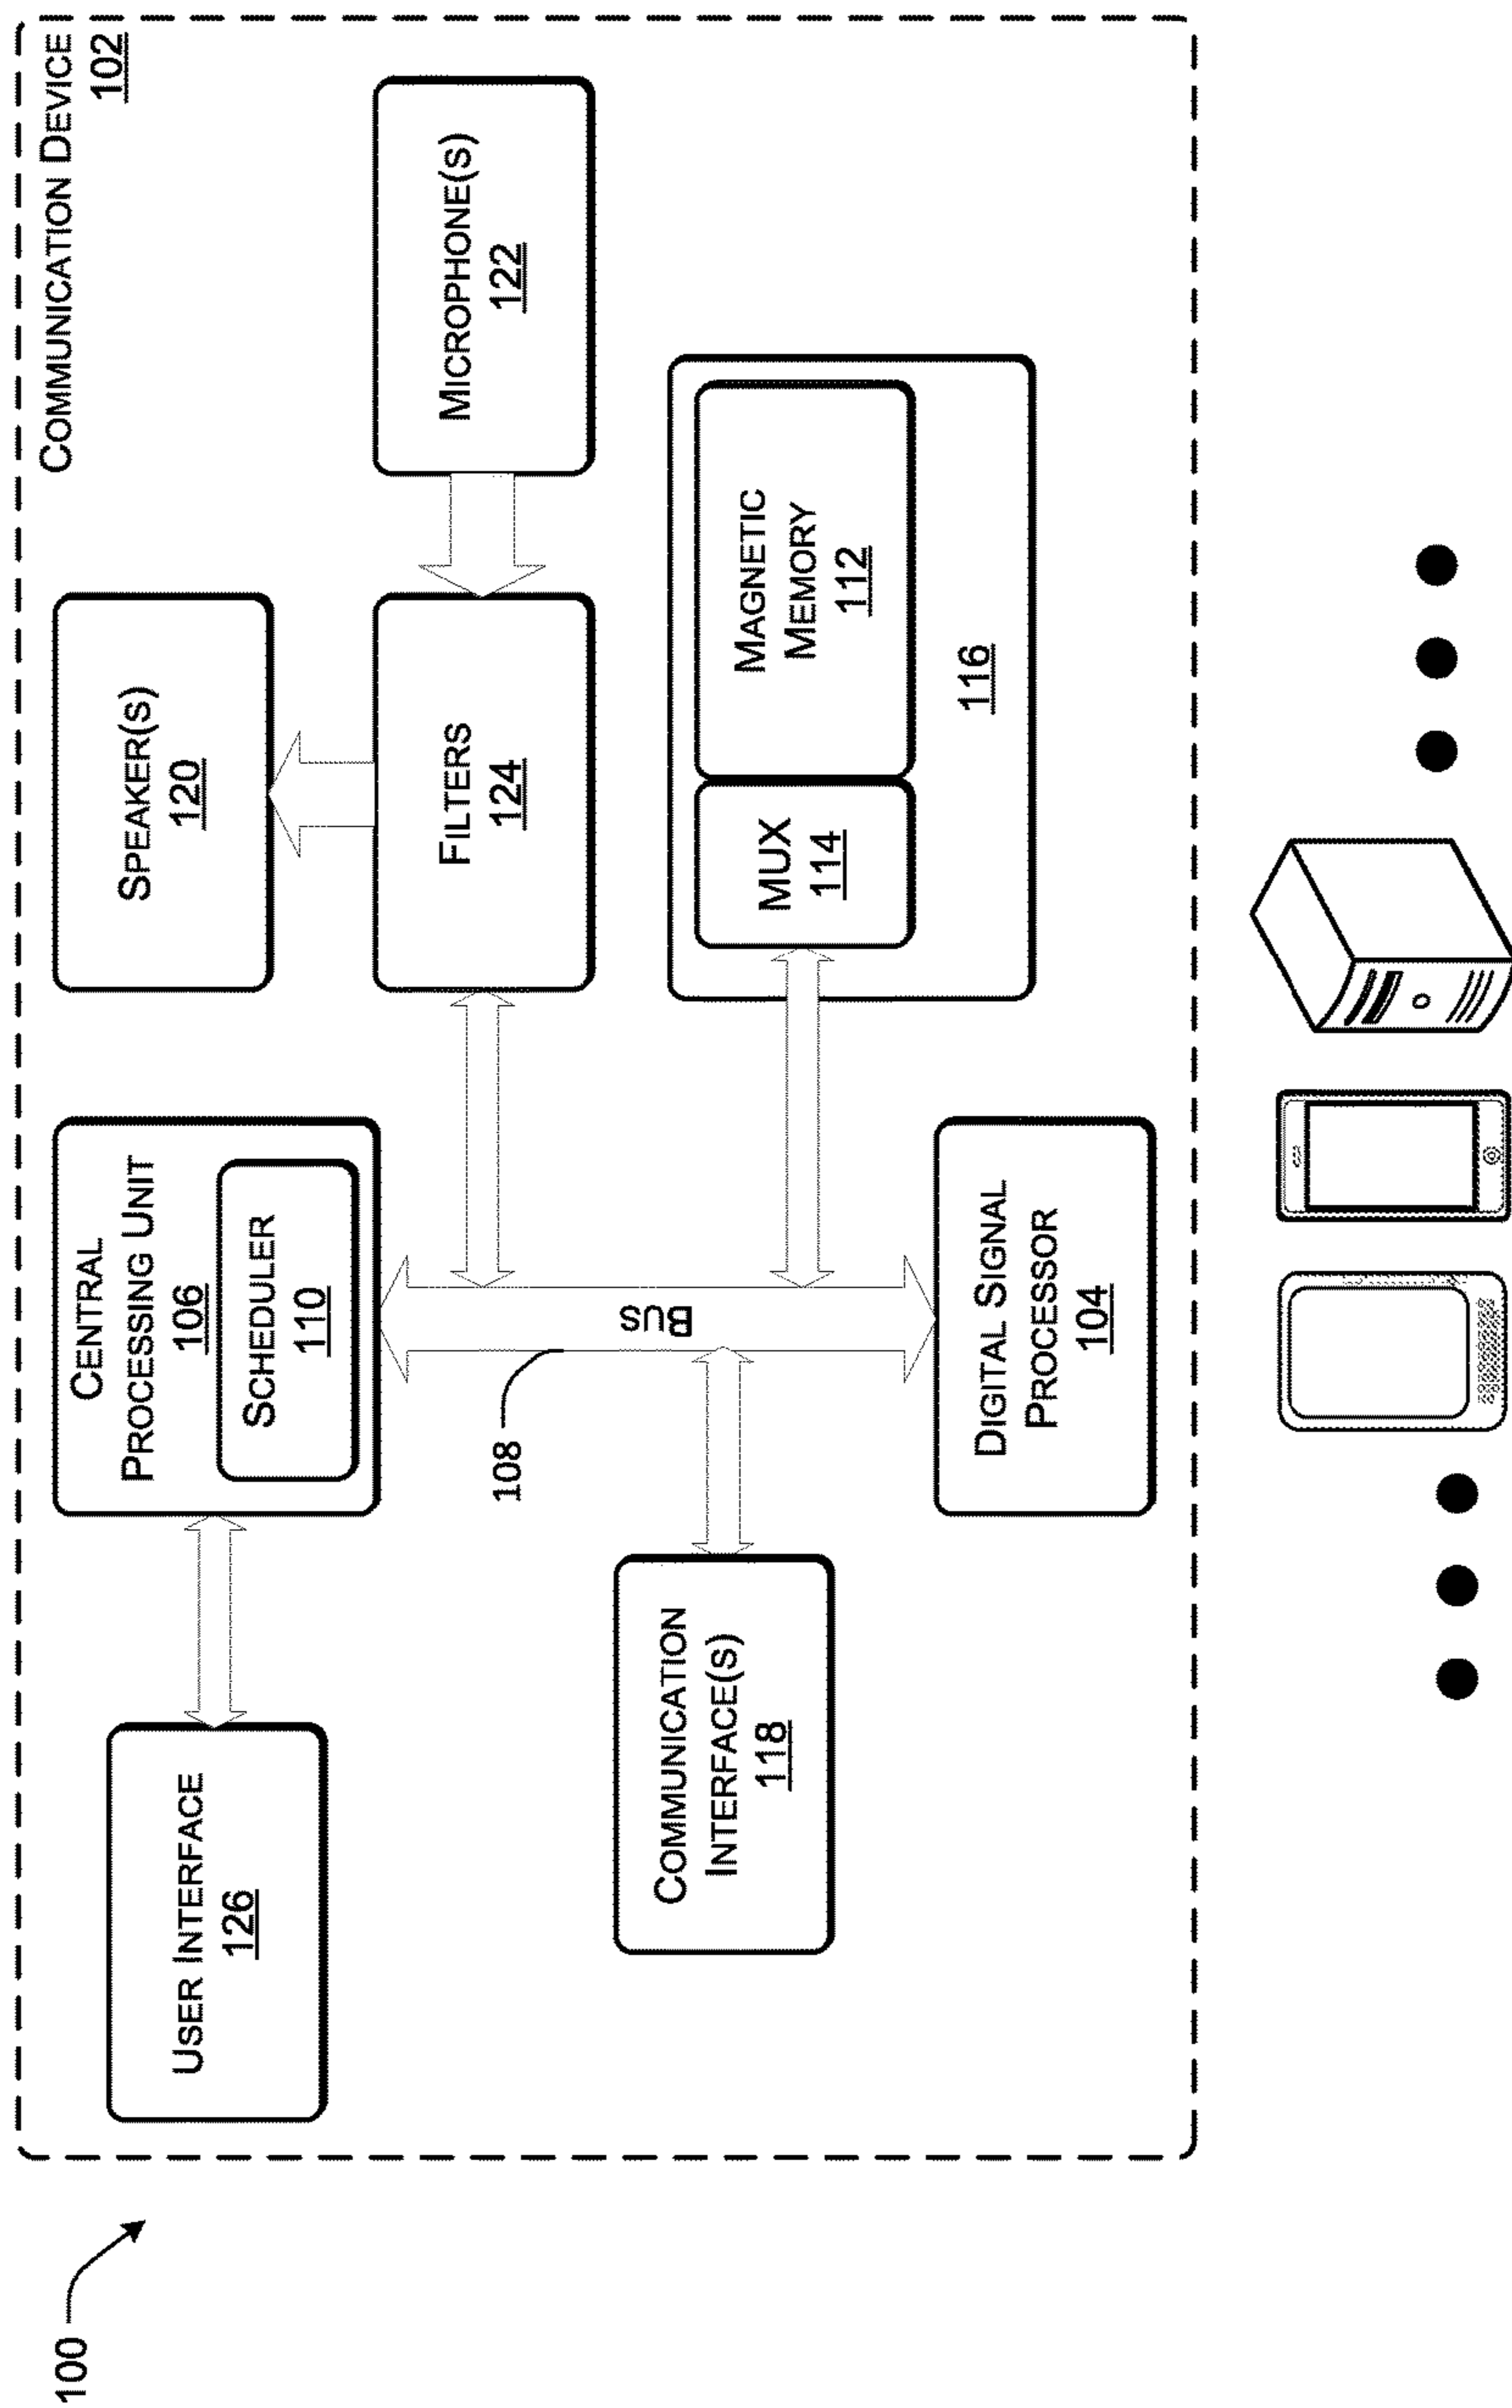 100
COMMUNICATION DEVICE
102
USER INTERFACE
126
CENTRAL
PROCESSING UNIT
106
SCHEDULER
110
SPEAKER(S)
120
108
BUS
FILTERS
124
MICROPHONE(S)
122
COMMUNICATION
INTERFACE(S)
118
MUX
114
MAGNETIC
MEMORY
112
116
DIGITAL SIGNAL
PROCESSOR
104